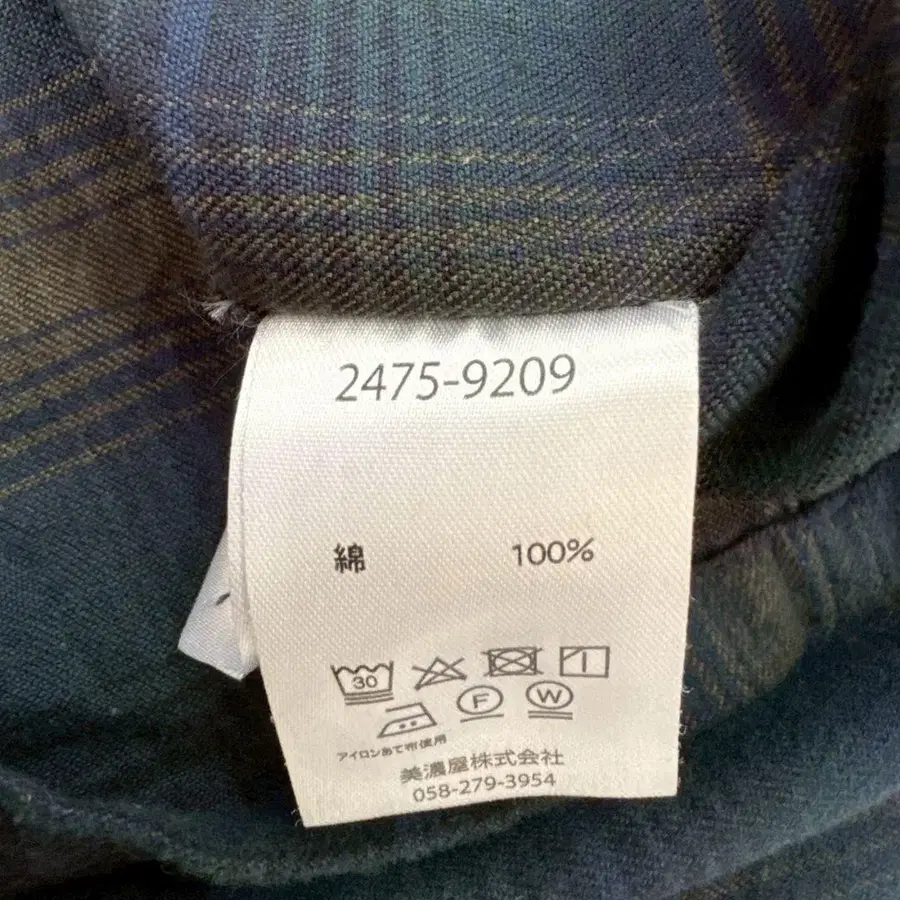 2475-9209
綿 100%
30
F W
アイロンあて布使用
美濃屋株式会社
058-279-3954